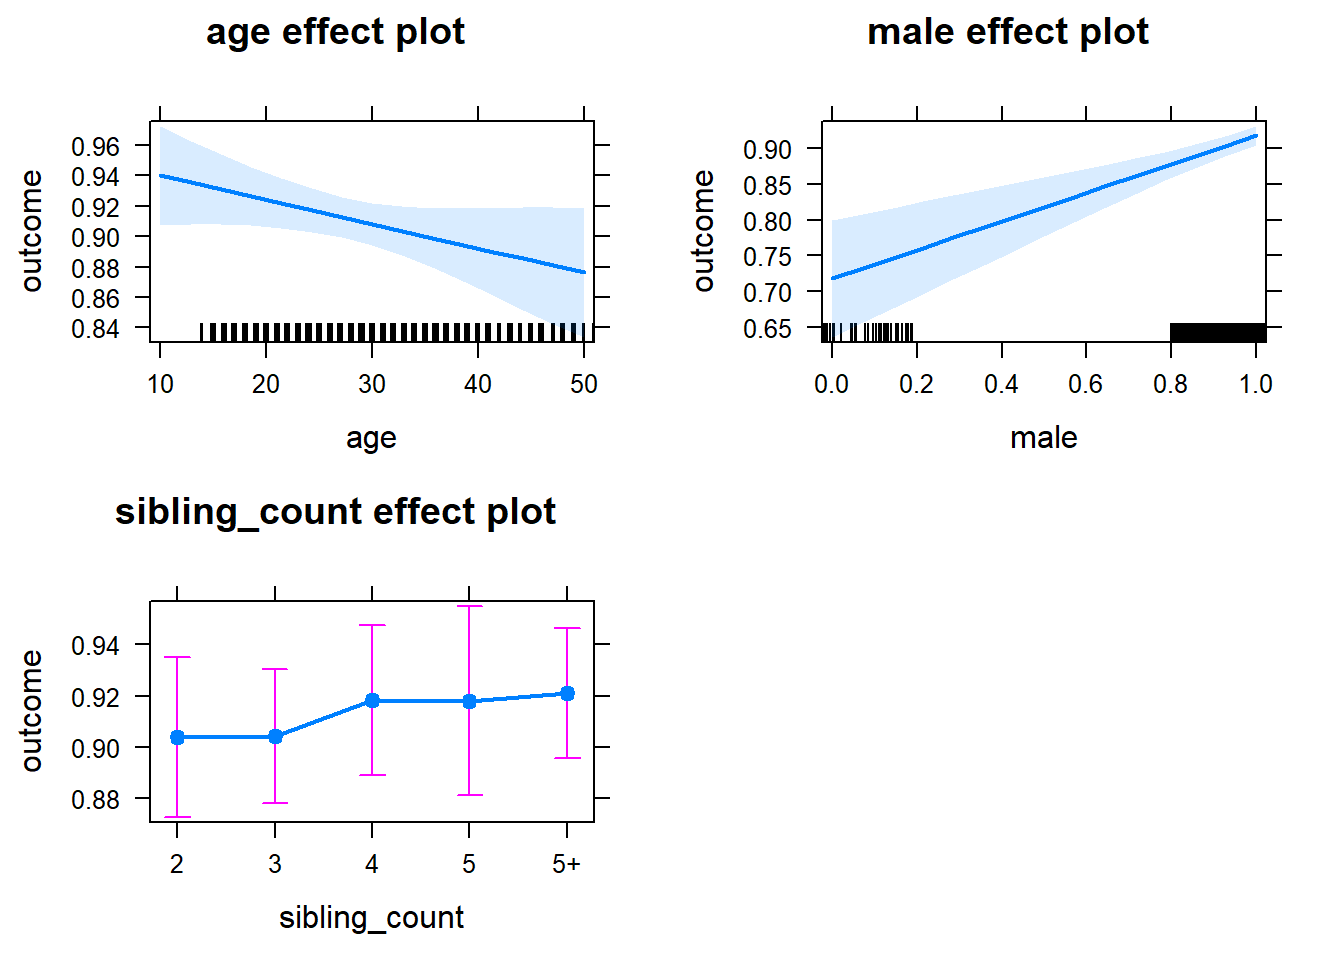 age effect plot
outcome
0.96
0.94
0.92
0.90
0.88
0.86
0.84
10 20 30 40 50
age
male effect plot
outcome
0.90
0.85
0.80
0.75
0.70
0.65
0.0 0.2 0.4 0.6 0.8 1.0
male
sibling_count effect plot
outcome
0.94
0.92
0.90
0.88
2 3 4 5 5+
sibling_count